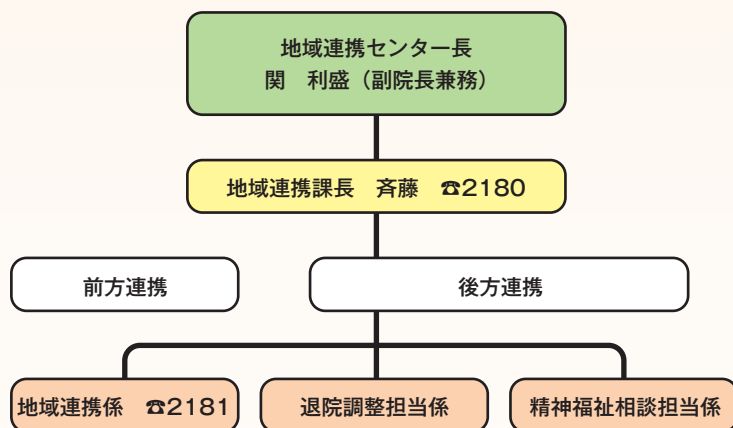 地域連携センター長
関　利盛（副院長兼務）
地域連携課長　斉藤　☎2180
前方連携
後方連携
地域連携係　☎2181
退院調整担当係
精神福祉相談担当係